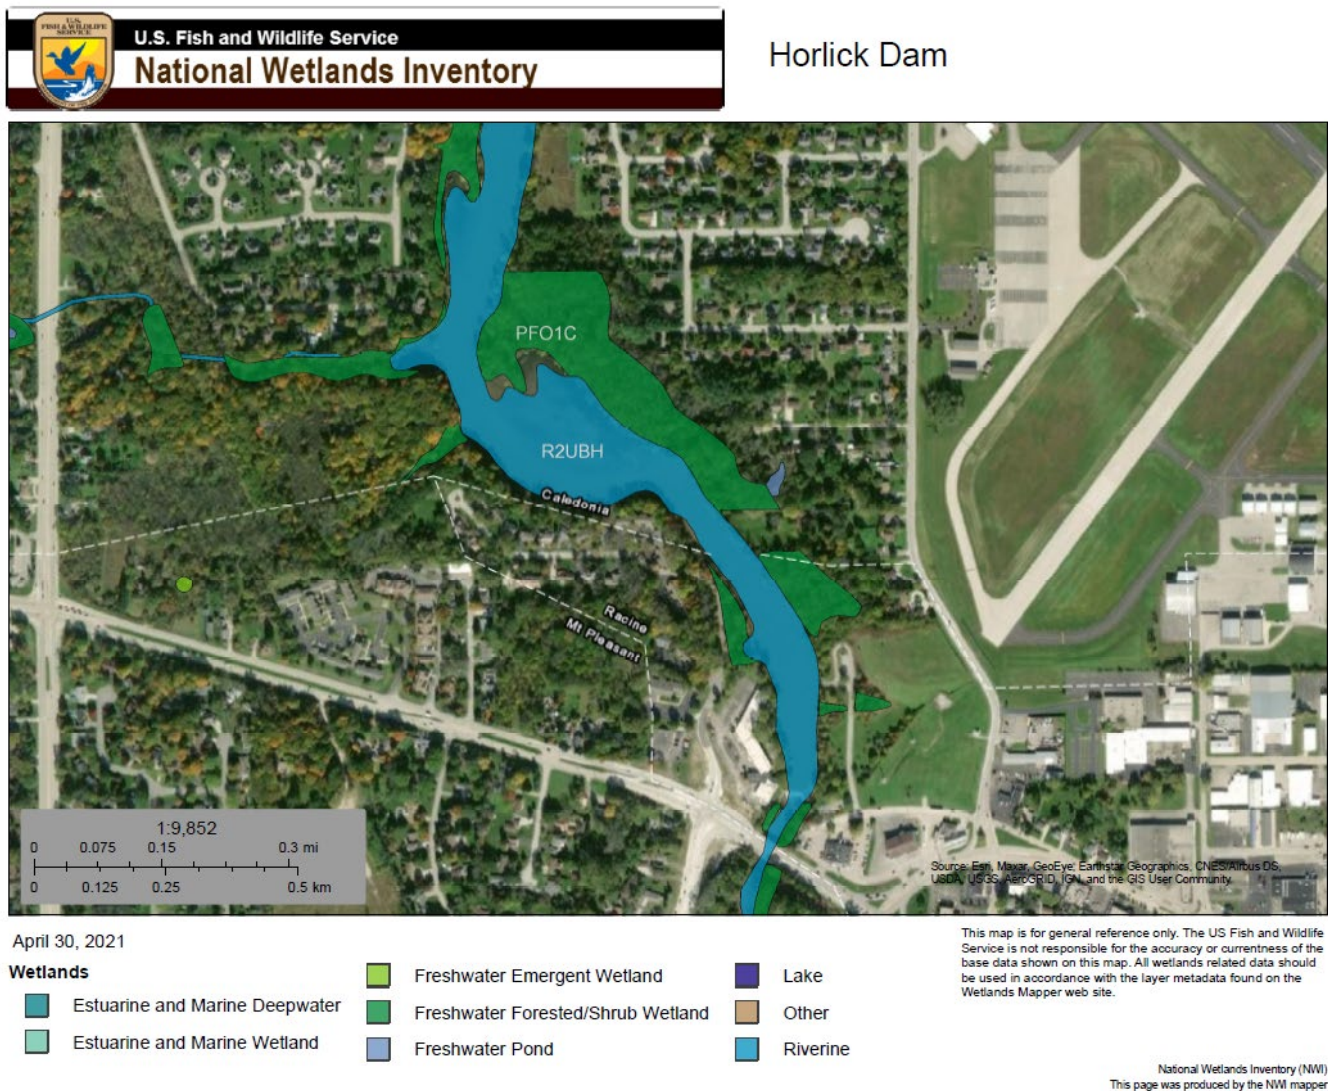 U.S.
FISH & WILDLIFE
SERVICE
U.S. Fish and Wildlife Service
National Wetlands Inventory
Horlick Dam
PFO1C
R2UBH
Caledonia
Racine
Mt Pleasant
1:9,852
0 0.075 0.15 0.3 mi
0 0.125 0.25 0.5 km
Source: Esri, Maxar, GeoEye, Earthstar Geographics, CNES/Airbus DS,
USDA, USGS, AeroGRID, IGN, and the GIS User Community
April 30, 2021
Wetlands
Estuarine and Marine Deepwater
Estuarine and Marine Wetland
Freshwater Emergent Wetland
Freshwater Forested/Shrub Wetland
Freshwater Pond
Lake
Other
Riverine
This map is for general reference only. The US Fish and Wildlife
Service is not responsible for the accuracy or currentness of the
base data shown on this map. All wetlands related data should
be used in accordance with the layer metadata found on the
Wetlands Mapper web site.
National Wetlands Inventory (NWI)
This page was produced by the NWI mapper